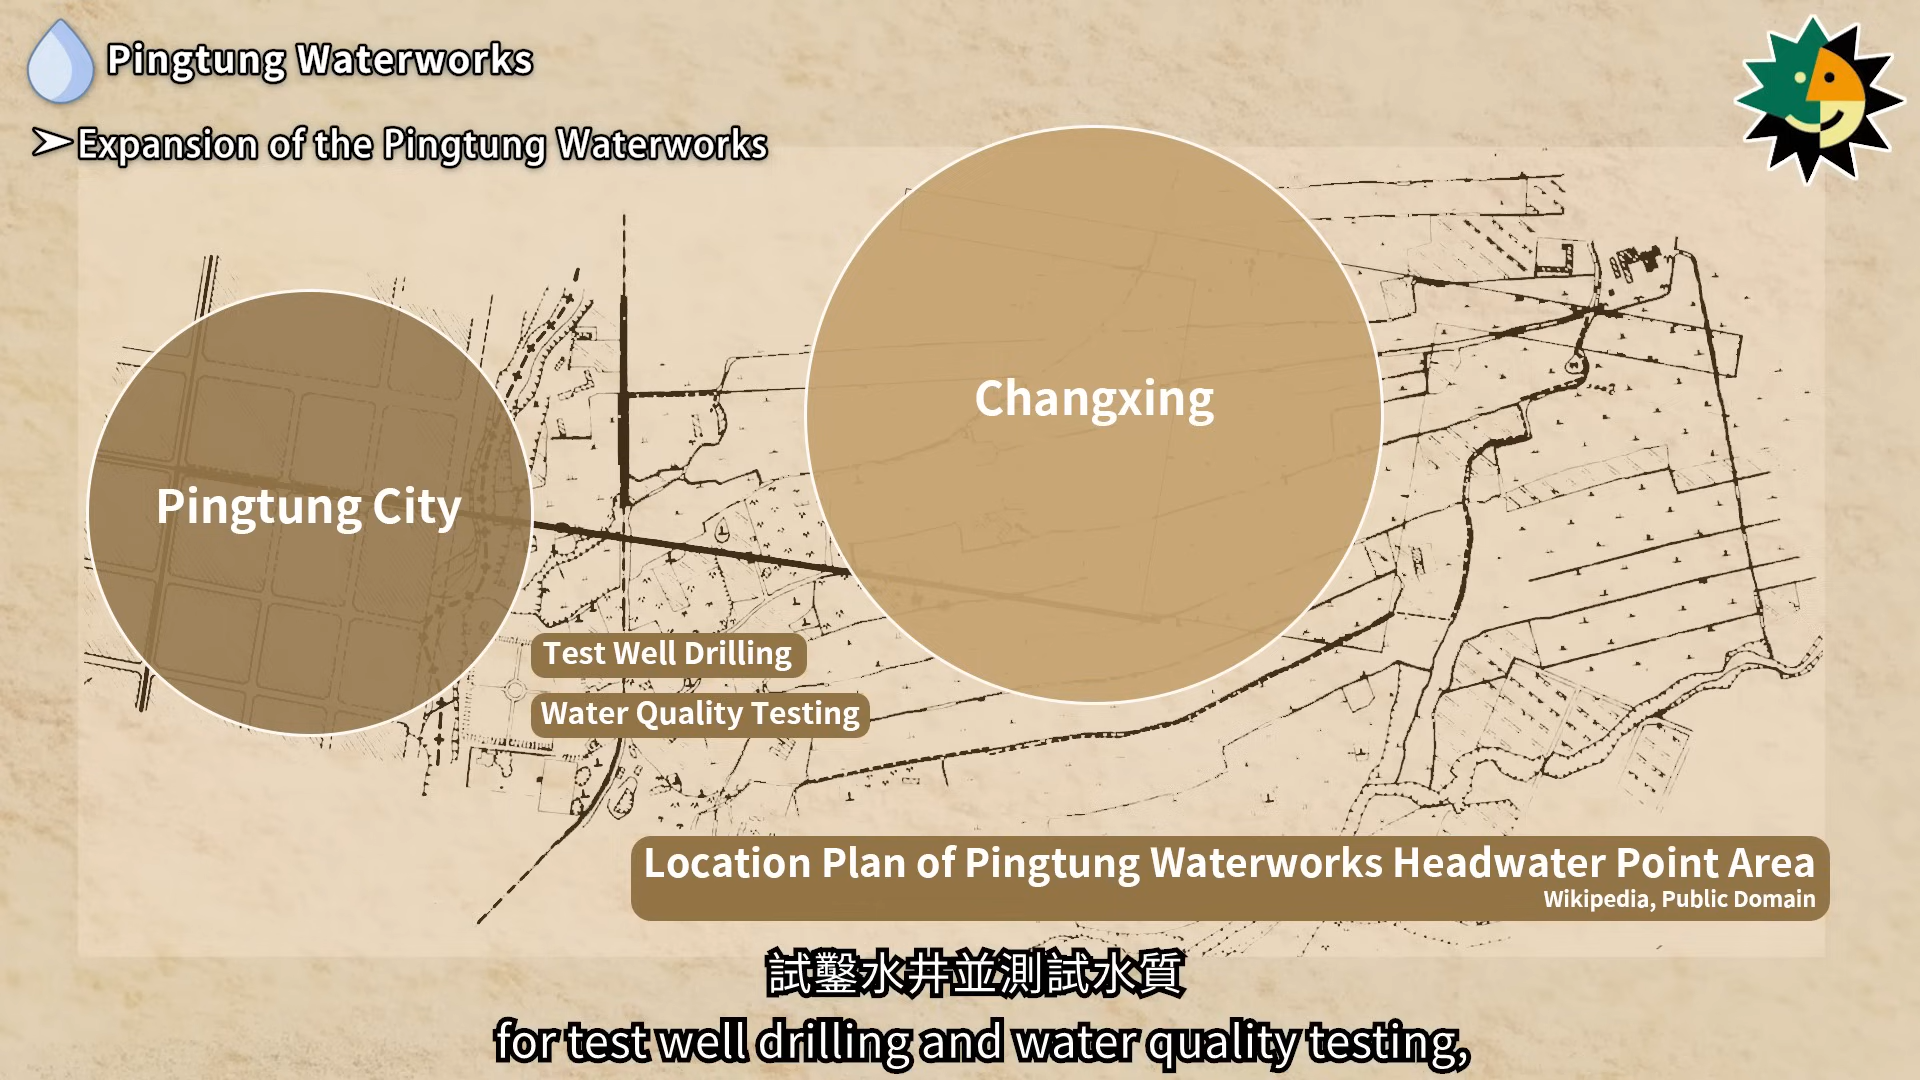 Pingtung Waterworks
Expansion of the Pingtung Waterworks
Changxing
Pingtung City
Test Well Drilling
Water Quality Testing
Location Plan of Pingtung Waterworks Headwater Point Area
Wikipedia, Public Domain
試鑿水井並測試水質
for test well drilling and water quality testing,